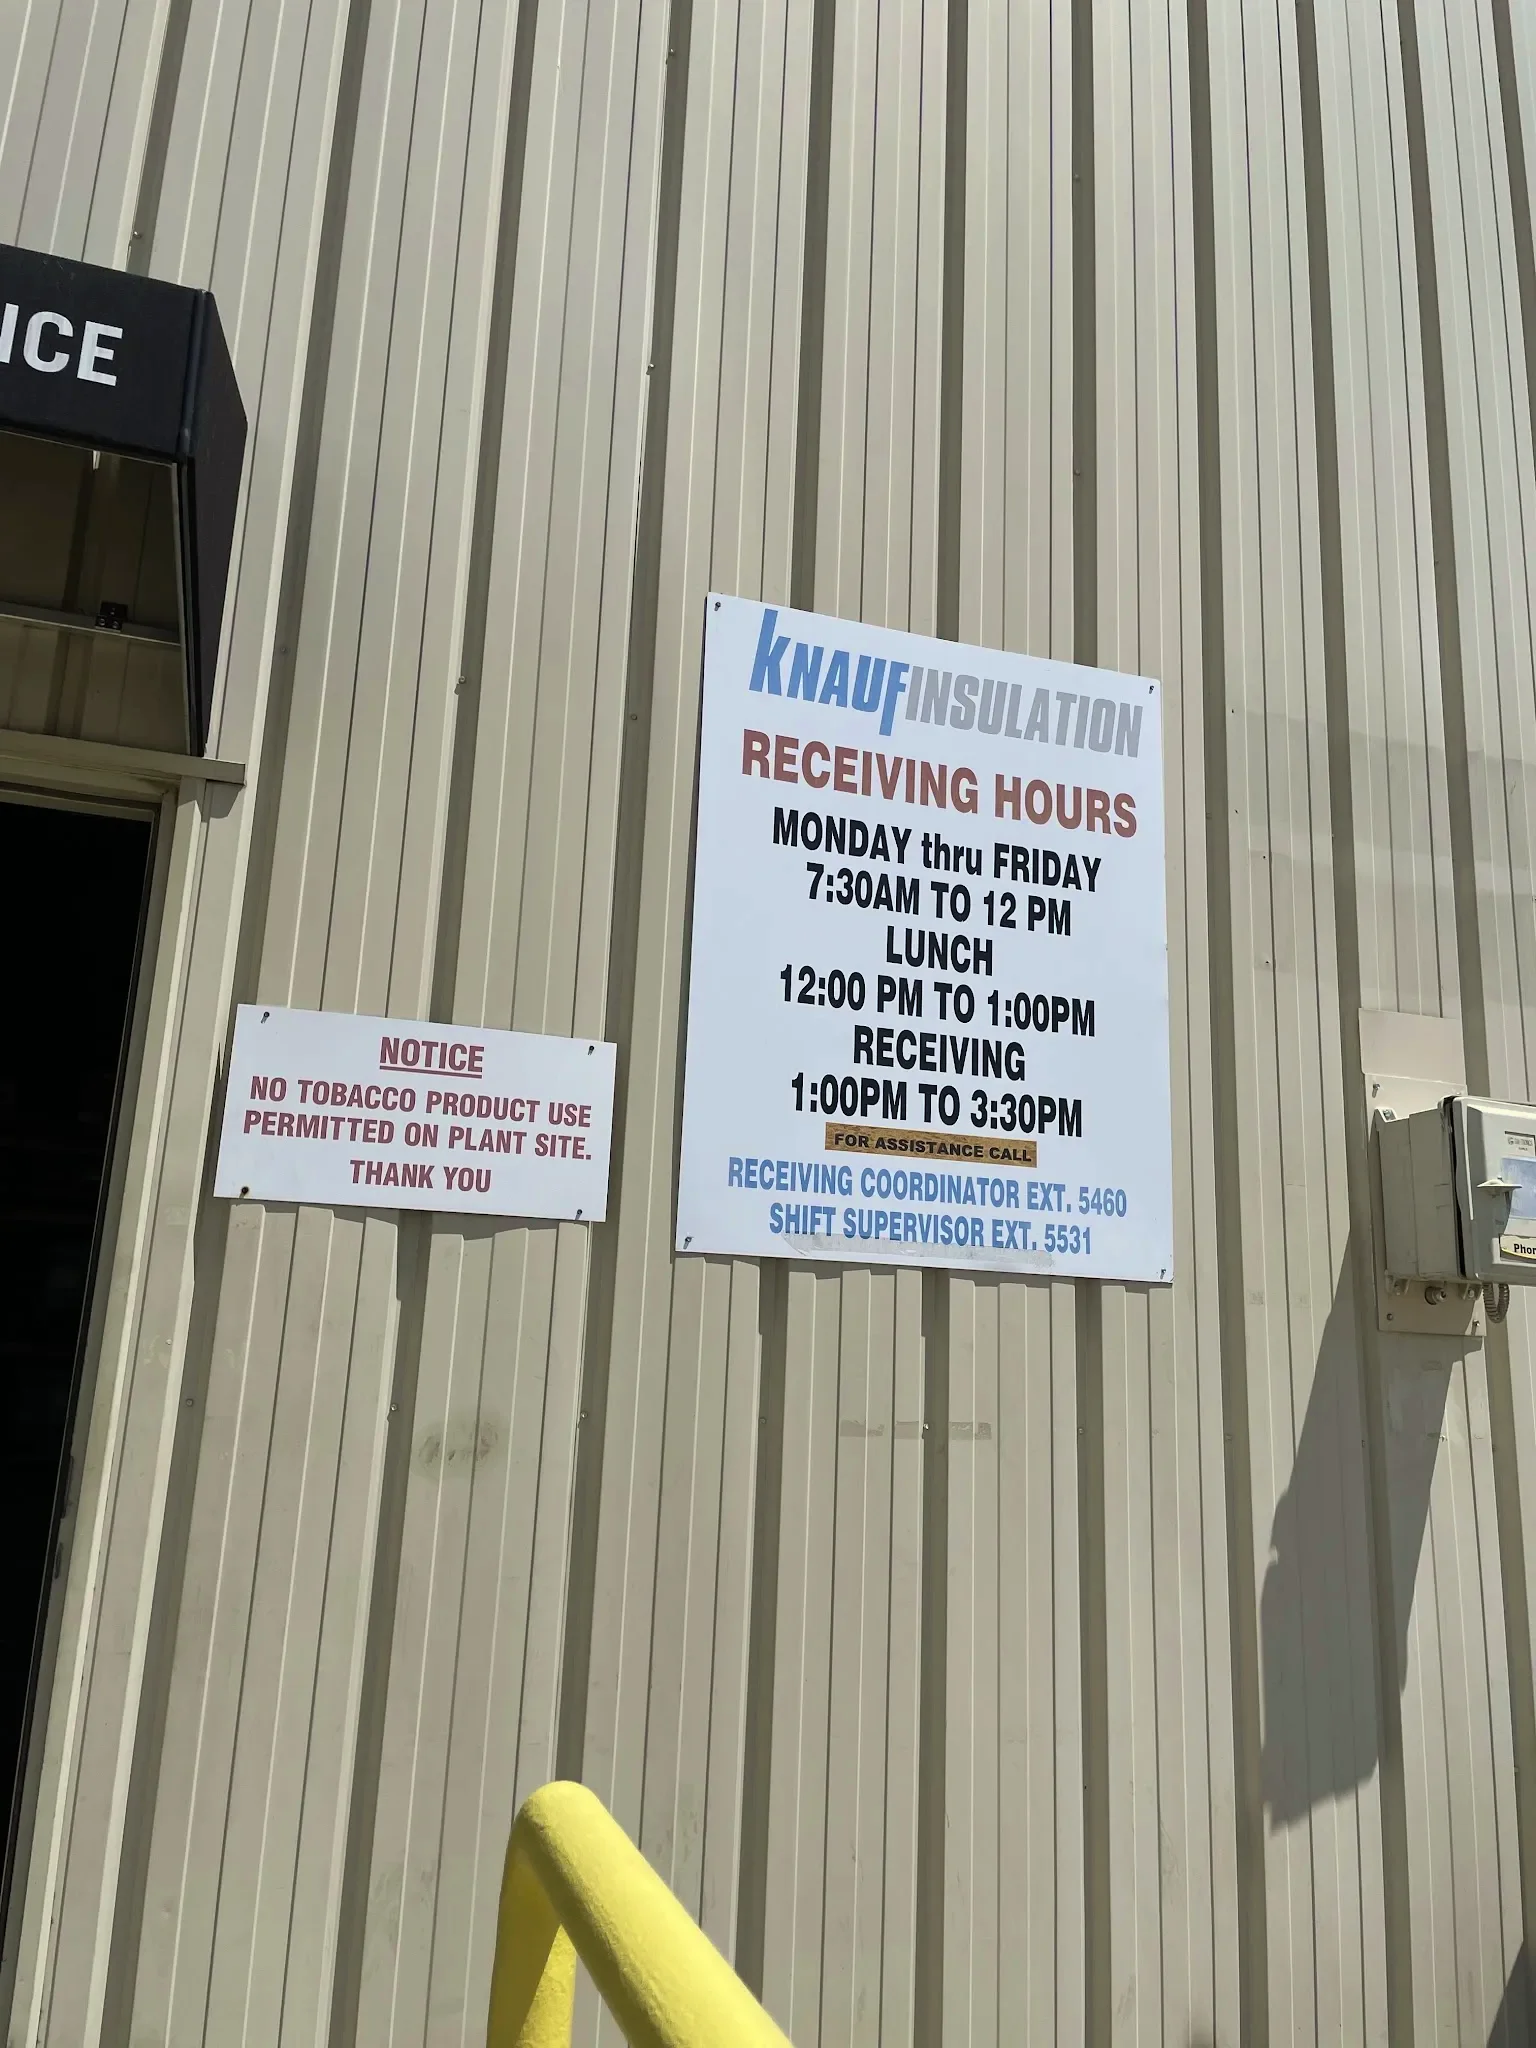 NCE
KNAUFINSULATION
RECEIVING HOURS
MONDAY thru FRIDAY
7:30AM TO 12 PM
LUNCH
12:00 PM TO 1:00PM
RECEIVING
1:00PM TO 3:30PM
FOR ASSISTANCE CALL
RECEIVING COORDINATOR EXT. 5460
SHIFT SUPERVISOR EXT. 5531
NOTICE
NO TOBACCO PRODUCT USE
PERMITTED ON PLANT SITE.
THANK YOU
Phon